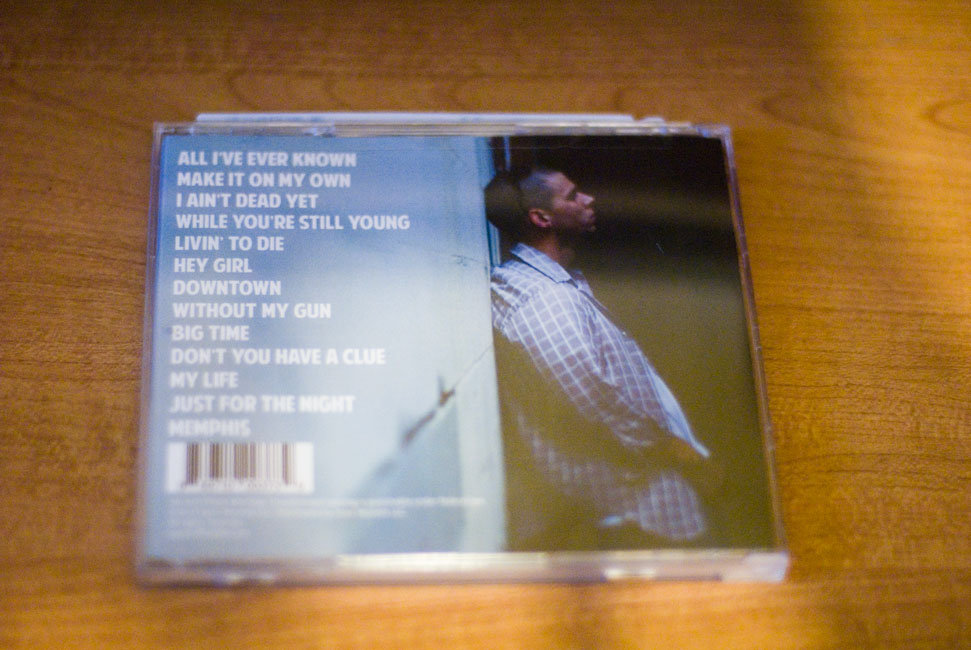 ALL I'VE EVER KNOWN
MAKE IT ON MY OWN
I AIN'T DEAD YET
WHILE YOU'RE STILL YOUNG
LIVIN' TO DIE
HEY GIRL
DOWNTOWN
WITHOUT MY GUN
BIG TIME
DON'T YOU HAVE A CLUE
MY LIFE
JUST FOR THE NIGHT
MEMPHIS